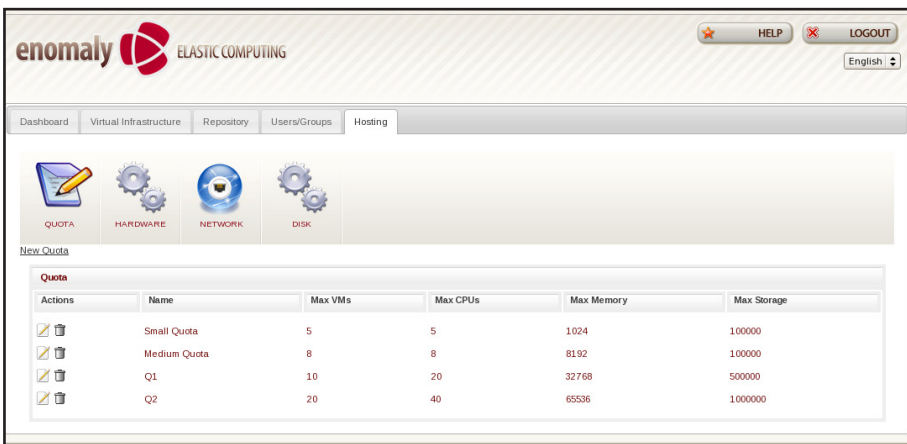 enomaly ELASTIC COMPUTING
HELP
LOGOUT
English
Dashboard Virtual Infrastructure Repository Users/Groups Hosting
QUOTA HARDWARE NETWORK DISK
New Quota
Quota
Actions Name Max VMs Max CPUs Max Memory Max Storage
Small Quota 5 5 1024 100000
Medium Quota 8 8 8192 100000
Q1 10 20 32768 500000
Q2 20 40 65536 1000000